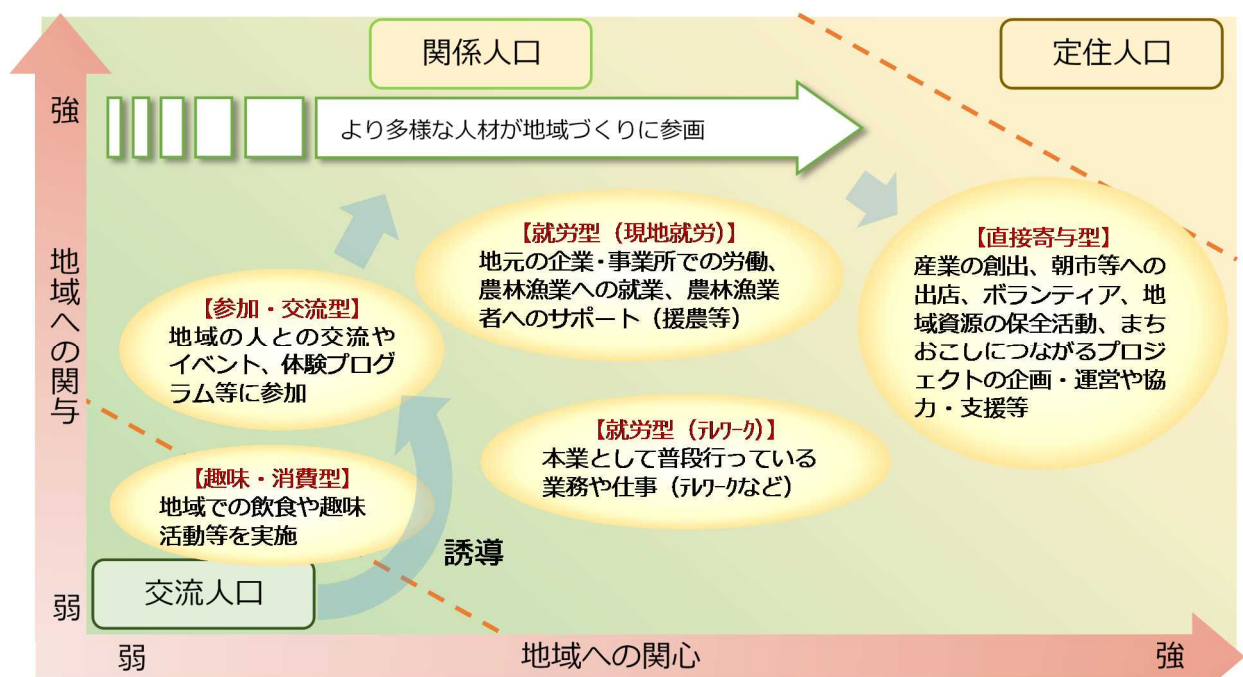 関係人口
定住人口
強
より多様な人材が地域づくりに参画
地域への関与
【就労型（現地就労）】
地元の企業・事業所での労働、
農林漁業への就業、農林漁業
者へのサポート（援農等）
【直接寄与型】
産業の創出、朝市等への
出店、ボランティア、地
域資源の保全活動、まち
おこしにつながるプロジ
ェクトの企画・運営や協
力・支援等
【参加・交流型】
地域の人との交流や
イベント、体験プログ
ラム等に参加
【就労型（ﾃﾚﾜｰｸ）】
本業として普段行っている
業務や仕事（ﾃﾚﾜｰｸなど）
【趣味・消費型】
地域での飲食や趣味
活動等を実施
誘導
交流人口
弱
弱
地域への関心
強